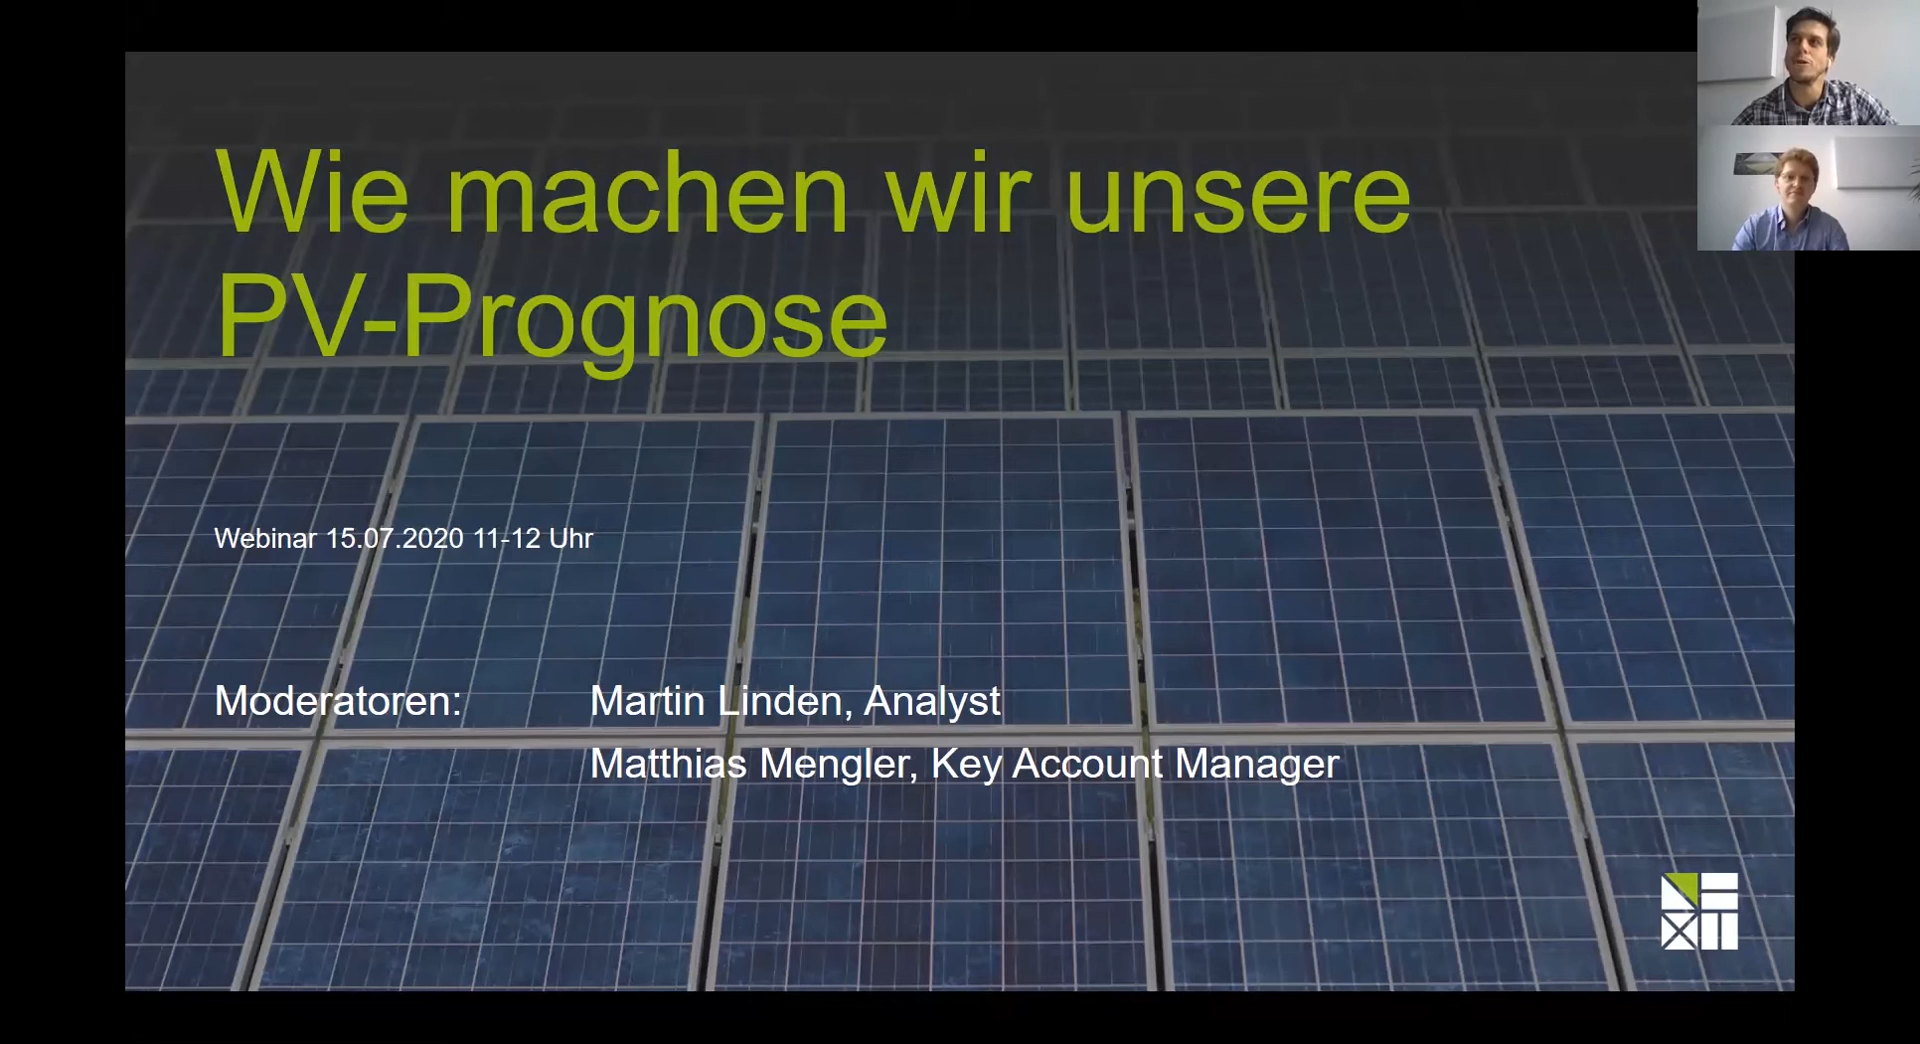 Wie machen wir unsere
PV-Prognose
Webinar 15.07.2020 11-12 Uhr
Moderatoren: Martin Linden, Analyst
Matthias Mengler, Key Account Manager
NEXT